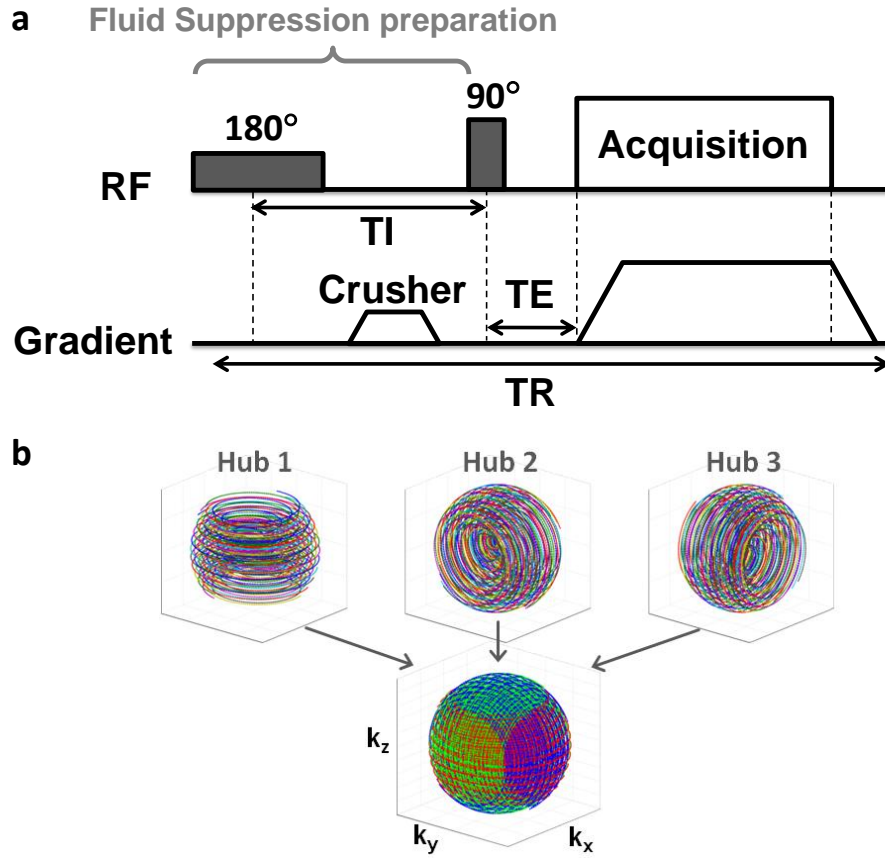 a
Fluid Suppression preparation
180°
90°
RF
Acquisition
TI
Crusher
TE
Gradient
TR
b
Hub 1
Hub 2
Hub 3
kz
ky
kx